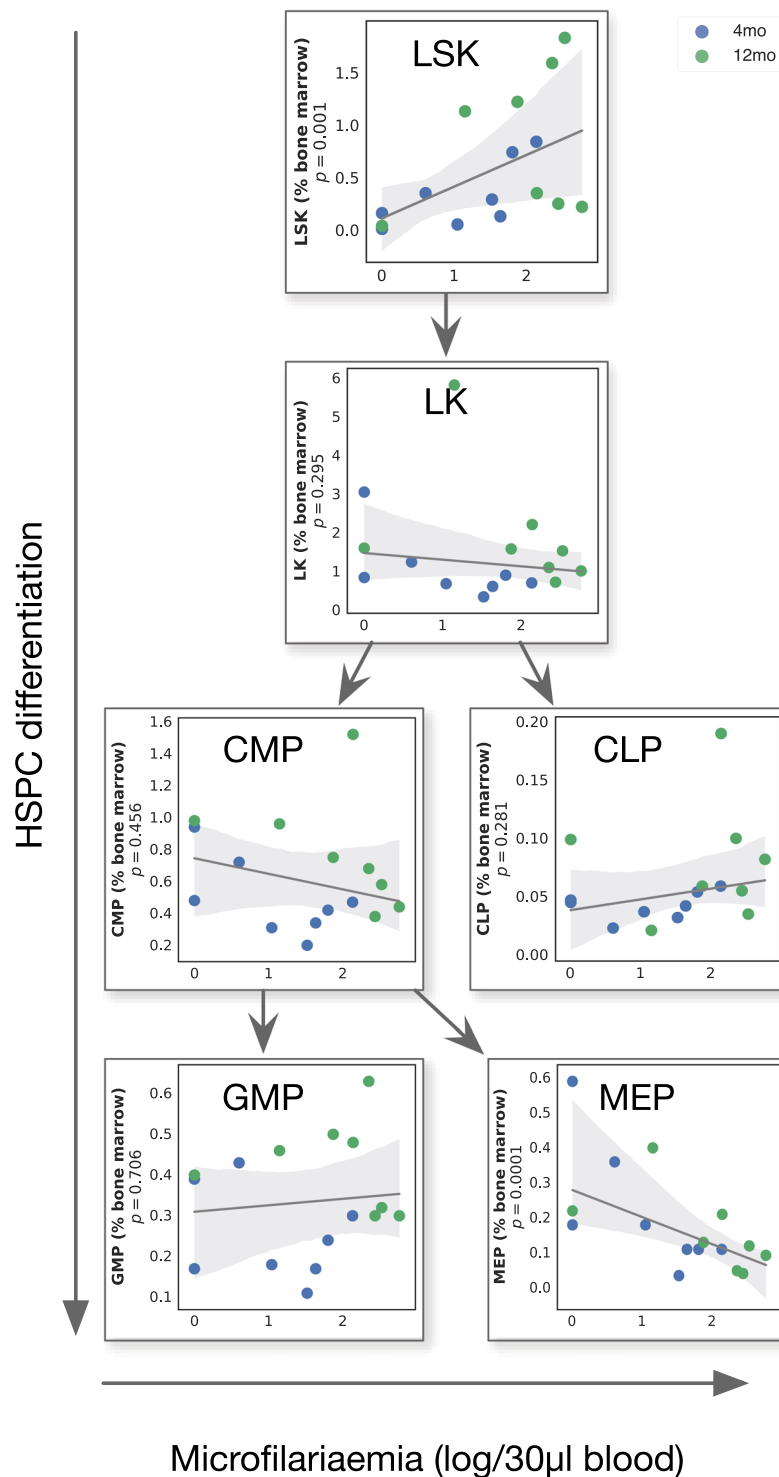 4mo
12mo
LSK
LSK (% bone marrow)
p = 0.001
1.5
1.0
0.5
0.0
0 1 2
LK
LK (% bone marrow)
p = 0.295
6
5
4
3
2
1
0
0 1 2
HSPC differentiation
CMP
CMP (% bone marrow)
p = 0.456
1.6
1.4
1.2
1.0
0.8
0.6
0.4
0.2
0 1 2
CLP
CLP (% bone marrow)
p = 0.281
0.20
0.15
0.10
0.05
0.00
0 1 2
GMP
GMP (% bone marrow)
p = 0.706
0.6
0.5
0.4
0.3
0.2
0.1
0 1 2
MEP
MEP (% bone marrow)
p = 0.0001
0.6
0.5
0.4
0.3
0.2
0.1
0.0
0 1 2
Microfilariaemia (log/30µl blood)